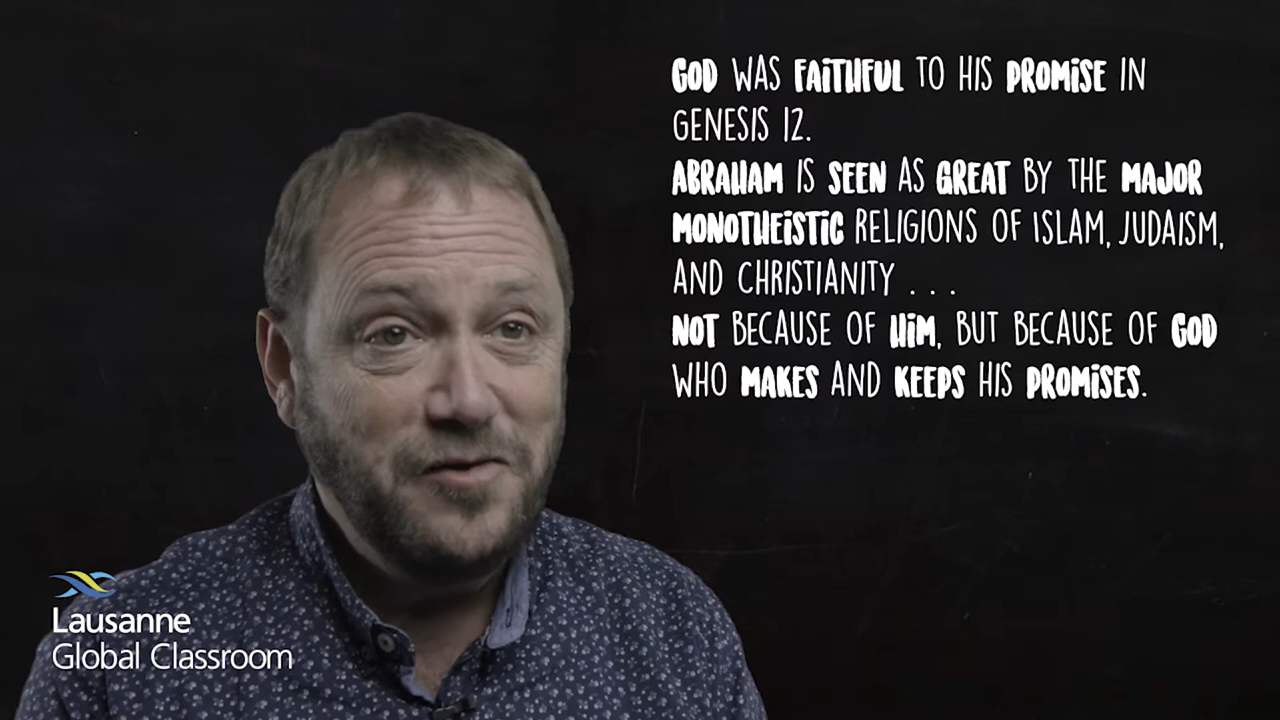 GOD WAS FAITHFUL TO HIS PROMISE IN
GENESIS 12.
ABRAHAM IS SEEN AS GREAT BY THE MAJOR
MONOTHEISTIC RELIGIONS OF ISLAM, JUDAISM,
AND CHRISTIANITY . . .
NOT BECAUSE OF HIM, BUT BECAUSE OF GOD
WHO MAKES AND KEEPS HIS PROMISES.
Lausanne
Global Classroom